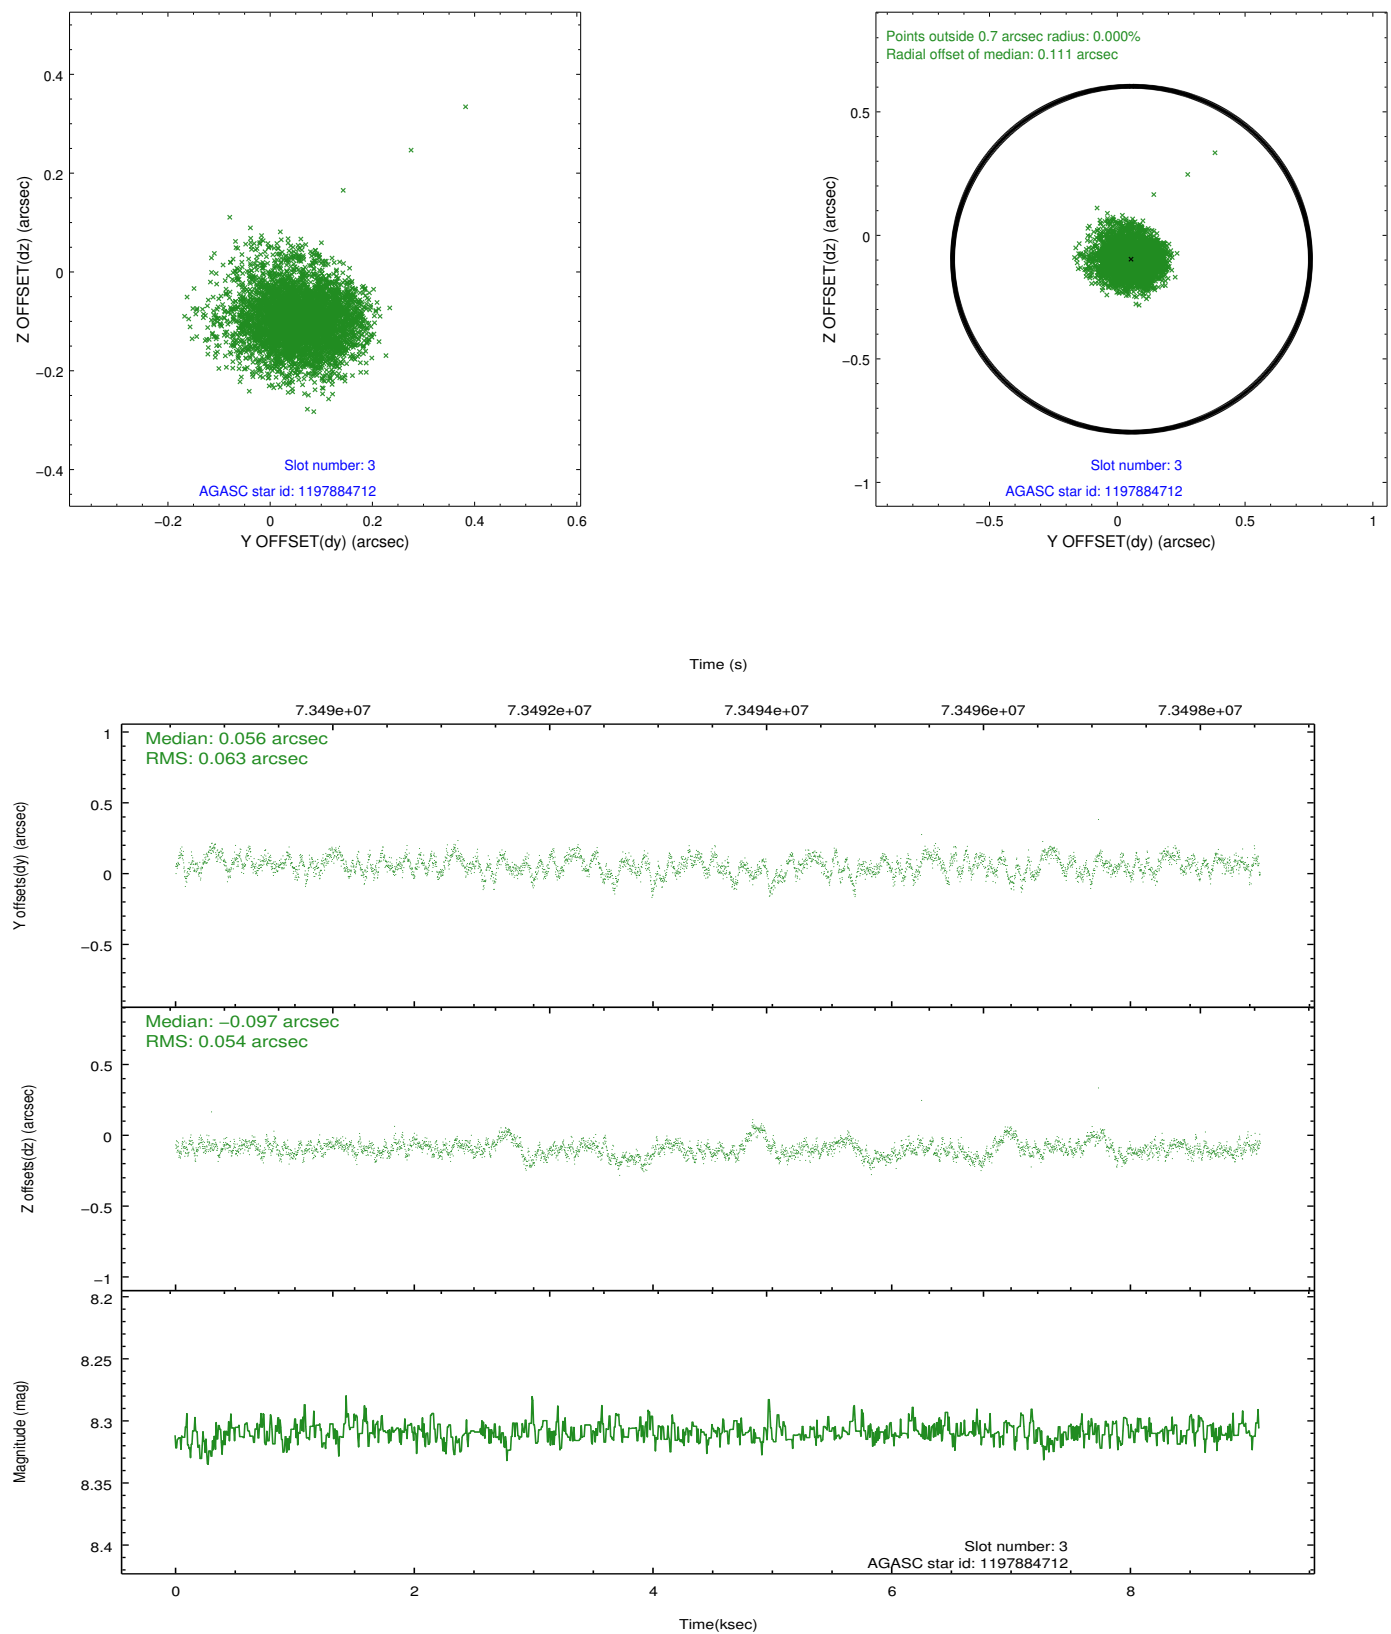 0.4
0.2
0
−0.2
−0.4
Z OFFSET(dz) (arcsec)
Slot number: 3
AGASC star id: 1197884712
−0.2 0 0.2 0.4 0.6
Y OFFSET(dy) (arcsec)
Points outside 0.7 arcsec radius: 0.000%
Radial offset of median: 0.111 arcsec
0.5
0
−0.5
−1
Z OFFSET(dz) (arcsec)
Slot number: 3
AGASC star id: 1197884712
−0.5 0 0.5 1
Y OFFSET(dy) (arcsec)
Time (s)
7.349e+07 7.3492e+07 7.3494e+07 7.3496e+07 7.3498e+07
Median: 0.056 arcsec
RMS: 0.063 arcsec
1
0.5
0
−0.5
Y offsets(dy) (arcsec)
Median: −0.097 arcsec
RMS: 0.054 arcsec
0.5
0
−0.5
−1
Z offsets(dz) (arcsec)
8.2
8.25
8.3
8.35
8.4
Magnitude (mag)
Slot number: 3
AGASC star id: 1197884712
0 2 4 6 8
Time(ksec)